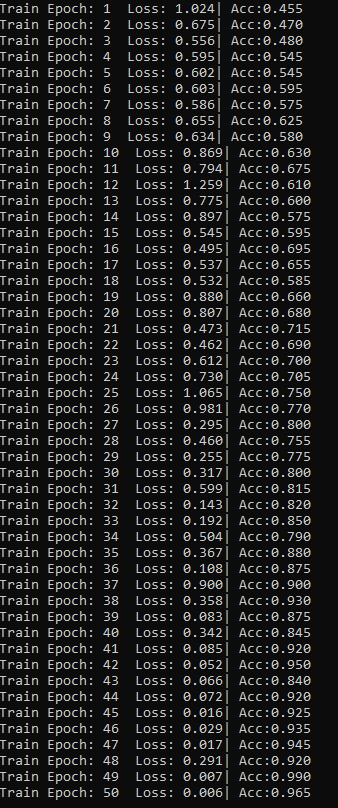 Train Epoch: 1  Loss: 1.024| Acc:0.455
Train Epoch: 2  Loss: 0.675| Acc:0.470
Train Epoch: 3  Loss: 0.556| Acc:0.480
Train Epoch: 4  Loss: 0.595| Acc:0.545
Train Epoch: 5  Loss: 0.602| Acc:0.545
Train Epoch: 6  Loss: 0.603| Acc:0.595
Train Epoch: 7  Loss: 0.586| Acc:0.575
Train Epoch: 8  Loss: 0.655| Acc:0.625
Train Epoch: 9  Loss: 0.634| Acc:0.580
Train Epoch: 10  Loss: 0.869| Acc:0.630
Train Epoch: 11  Loss: 0.794| Acc:0.675
Train Epoch: 12  Loss: 1.259| Acc:0.610
Train Epoch: 13  Loss: 0.775| Acc:0.600
Train Epoch: 14  Loss: 0.897| Acc:0.575
Train Epoch: 15  Loss: 0.545| Acc:0.595
Train Epoch: 16  Loss: 0.495| Acc:0.695
Train Epoch: 17  Loss: 0.537| Acc:0.655
Train Epoch: 18  Loss: 0.532| Acc:0.585
Train Epoch: 19  Loss: 0.880| Acc:0.660
Train Epoch: 20  Loss: 0.807| Acc:0.680
Train Epoch: 21  Loss: 0.473| Acc:0.715
Train Epoch: 22  Loss: 0.462| Acc:0.690
Train Epoch: 23  Loss: 0.612| Acc:0.700
Train Epoch: 24  Loss: 0.730| Acc:0.705
Train Epoch: 25  Loss: 1.065| Acc:0.750
Train Epoch: 26  Loss: 0.981| Acc:0.770
Train Epoch: 27  Loss: 0.295| Acc:0.800
Train Epoch: 28  Loss: 0.460| Acc:0.755
Train Epoch: 29  Loss: 0.255| Acc:0.775
Train Epoch: 30  Loss: 0.317| Acc:0.800
Train Epoch: 31  Loss: 0.599| Acc:0.815
Train Epoch: 32  Loss: 0.143| Acc:0.820
Train Epoch: 33  Loss: 0.192| Acc:0.850
Train Epoch: 34  Loss: 0.504| Acc:0.790
Train Epoch: 35  Loss: 0.367| Acc:0.880
Train Epoch: 36  Loss: 0.108| Acc:0.875
Train Epoch: 37  Loss: 0.900| Acc:0.900
Train Epoch: 38  Loss: 0.358| Acc:0.930
Train Epoch: 39  Loss: 0.083| Acc:0.875
Train Epoch: 40  Loss: 0.342| Acc:0.845
Train Epoch: 41  Loss: 0.085| Acc:0.920
Train Epoch: 42  Loss: 0.052| Acc:0.950
Train Epoch: 43  Loss: 0.066| Acc:0.840
Train Epoch: 44  Loss: 0.072| Acc:0.920
Train Epoch: 45  Loss: 0.016| Acc:0.925
Train Epoch: 46  Loss: 0.029| Acc:0.935
Train Epoch: 47  Loss: 0.017| Acc:0.945
Train Epoch: 48  Loss: 0.291| Acc:0.920
Train Epoch: 49  Loss: 0.007| Acc:0.990
Train Epoch: 50  Loss: 0.006| Acc:0.965